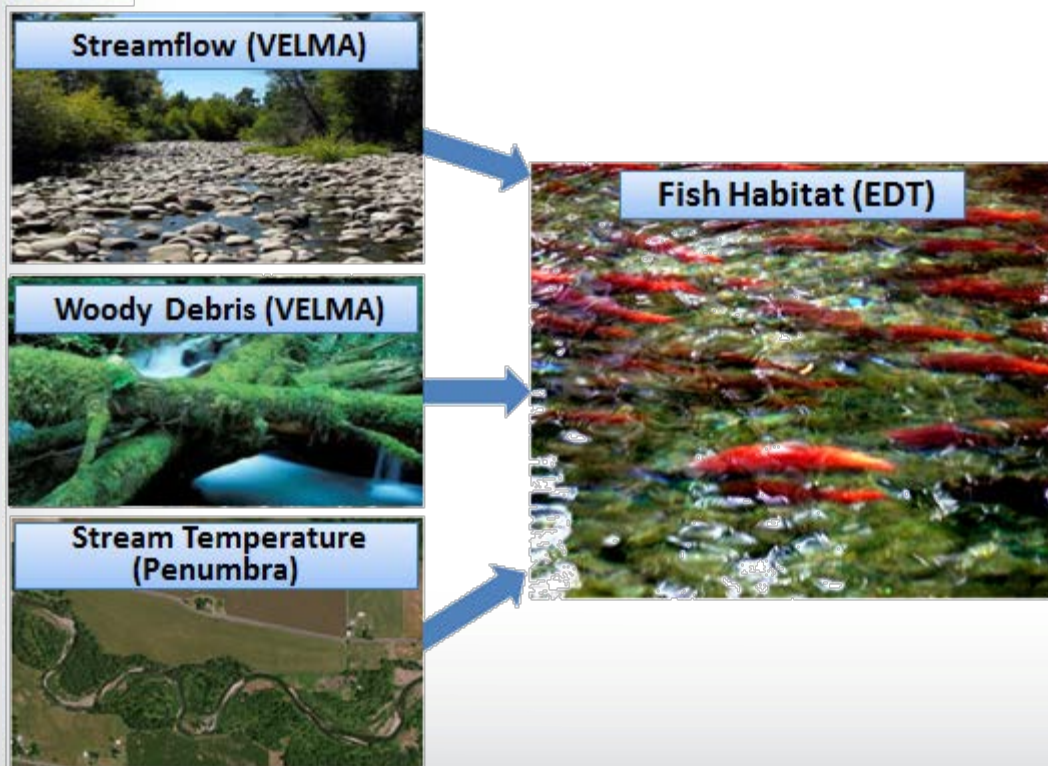 Streamflow (VELMA)
Woody Debris (VELMA)
Stream Temperature
(Penumbra)
Fish Habitat (EDT)